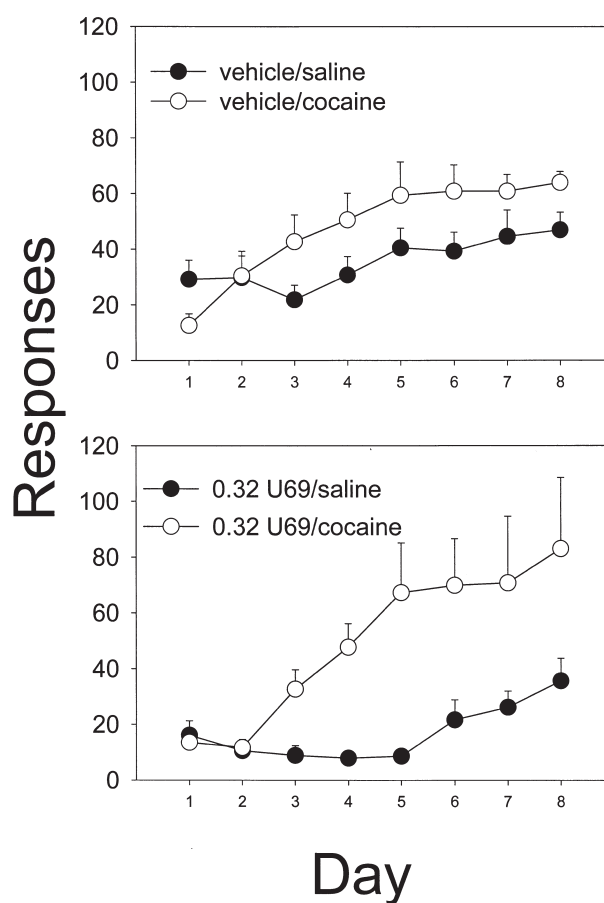 Responses
120
100
80
60
40
20
0
vehicle/saline
vehicle/cocaine
1 2 3 4 5 6 7 8
120
100
80
60
40
20
0
0.32 U69/saline
0.32 U69/cocaine
1 2 3 4 5 6 7 8
Day